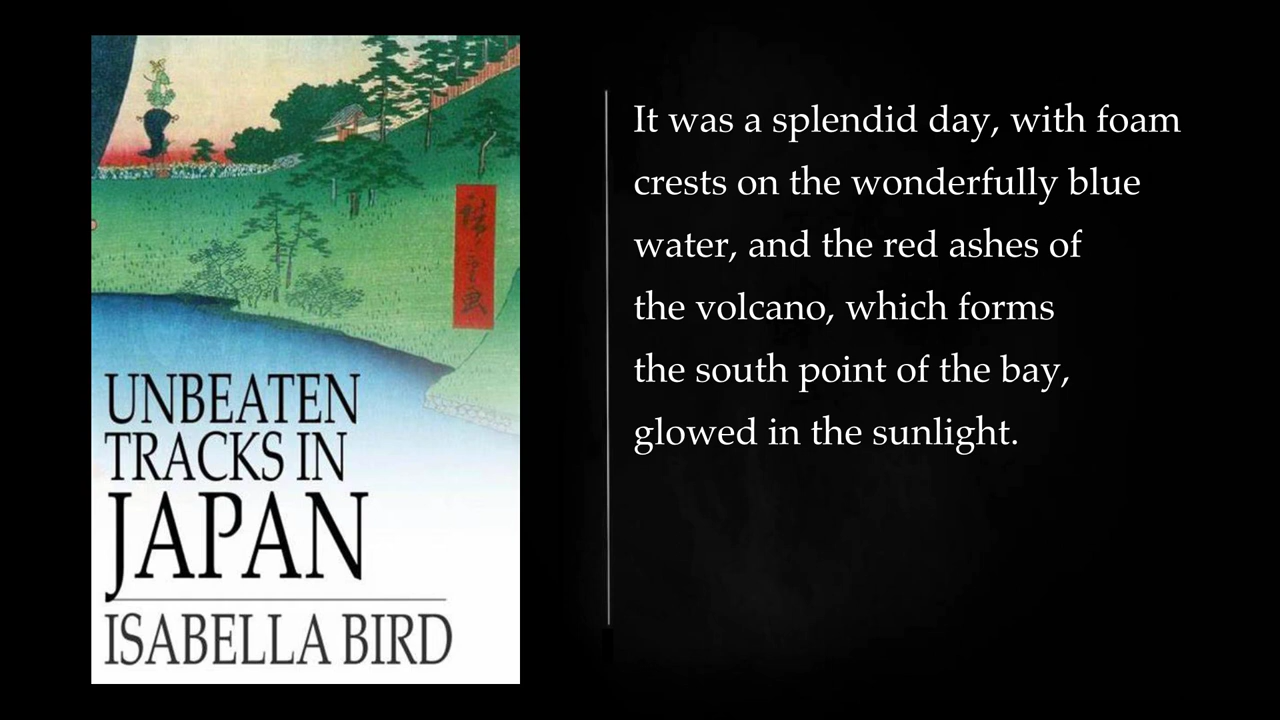 UNBEATEN
TRACKS IN
JAPAN
ISABELLA BIRD
It was a splendid day, with foam
crests on the wonderfully blue
water, and the red ashes of
the volcano, which forms
the south point of the bay,
glowed in the sunlight.